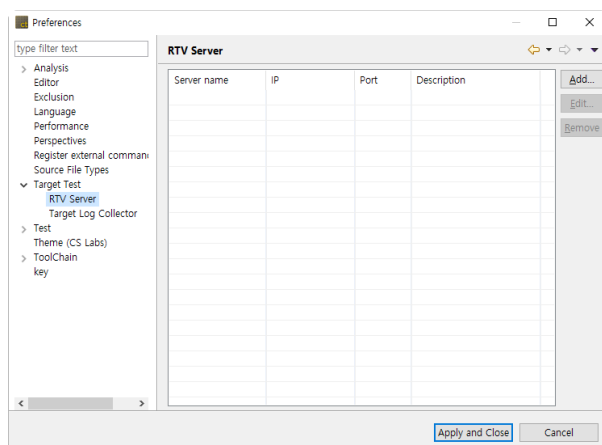 Preferences
type filter text
Analysis
Editor
Exclusion
Language
Performance
Perspectives
Register external comman
Source File Types
Target Test
RTV Server
Target Log Collector
Test
Theme (CS Labs)
ToolChain
key
RTV Server
Server name IP Port Description
Add...
Edit...
Remove
Apply and Close Cancel